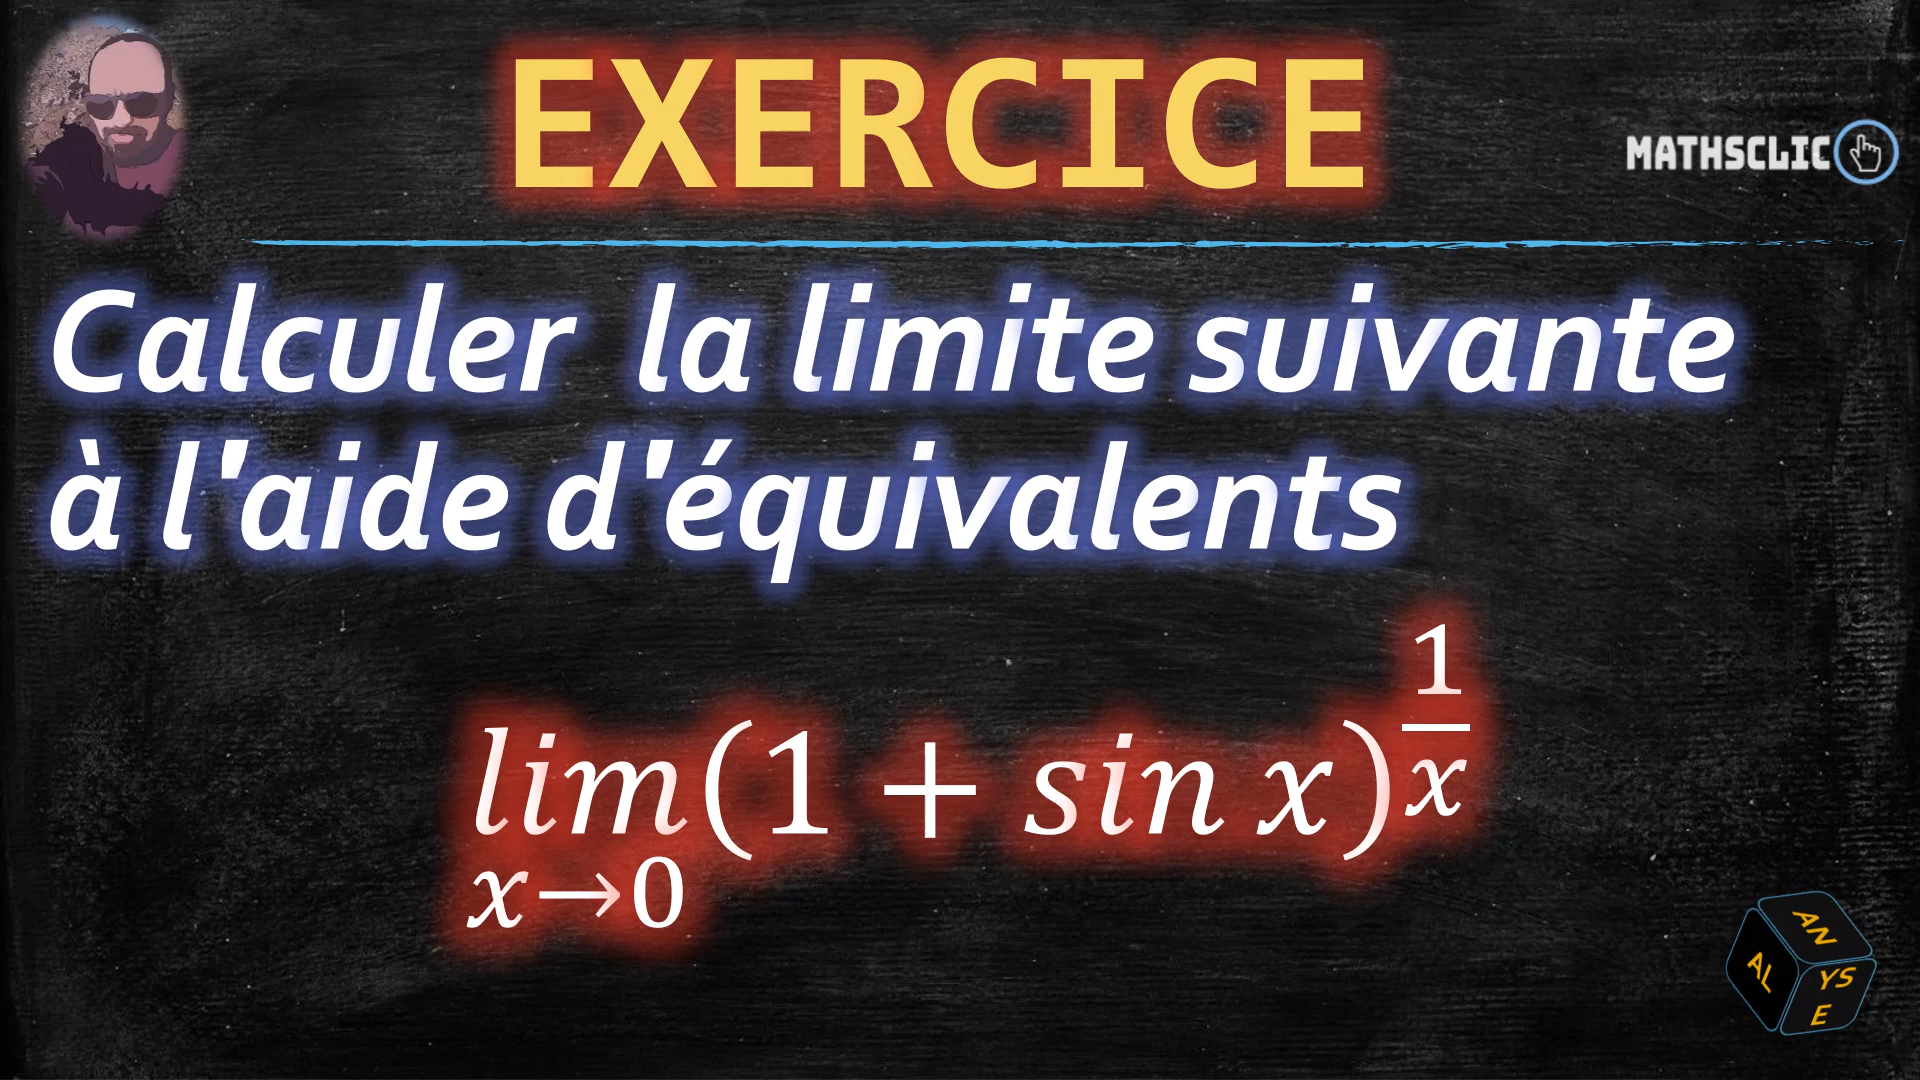 EXERCICE
MATHSCLIC
Calculer la limite suivante
à l'aide d'équivalents
lim(1 + sin x)^(1/x)
x→0
AN
AL
YS
E